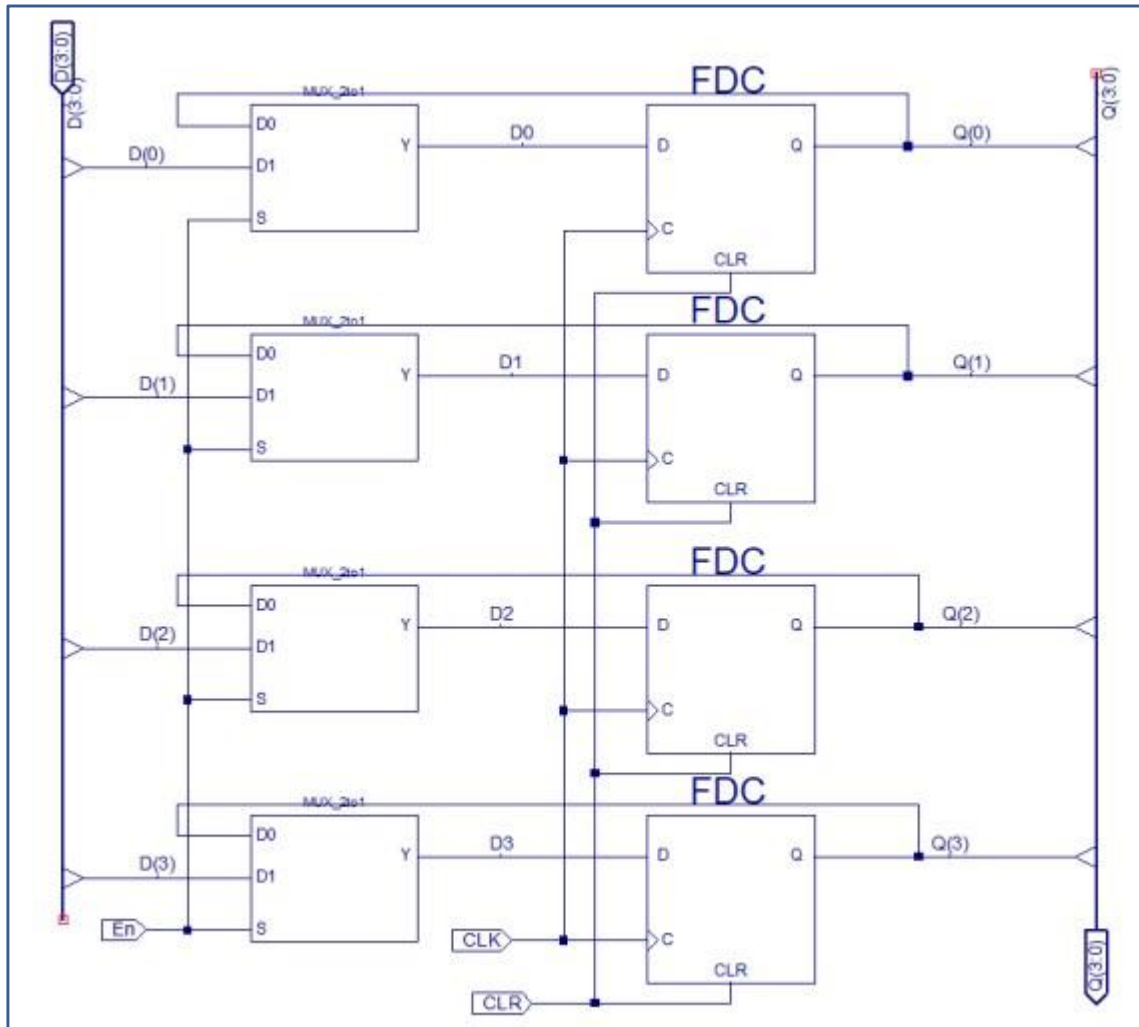 D(3:0)
D(3:0)
Q(3:0)
FDC
MUX_2to1
D0
D(0)
D1
S
Y
D0
D
Q
C
CLR
Q(0)
FDC
MUX_2to1
D0
D(1)
D1
S
Y
D1
D
Q
C
CLR
Q(1)
FDC
MUX_2to1
D0
D(2)
D1
S
Y
D2
D
Q
C
CLR
Q(2)
FDC
MUX_2to1
D0
D(3)
D1
S
Y
D3
D
Q
C
CLR
Q(3)
En
CLK
CLR
Q(3:0)